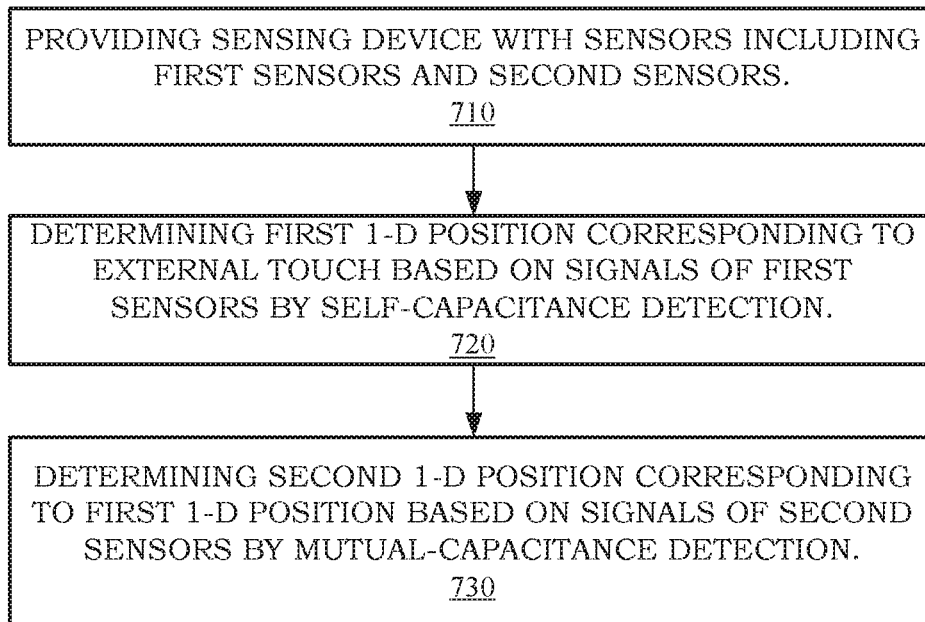 PROVIDING SENSING DEVICE WITH SENSORS INCLUDING
FIRST SENSORS AND SECOND SENSORS.
710
DETERMINING FIRST 1-D POSITION CORRESPONDING TO
EXTERNAL TOUCH BASED ON SIGNALS OF FIRST
SENSORS BY SELF-CAPACITANCE DETECTION.
720
DETERMINING SECOND 1-D POSITION CORRESPONDING
TO FIRST 1-D POSITION BASED ON SIGNALS OF SECOND
SENSORS BY MUTUAL-CAPACITANCE DETECTION.
730